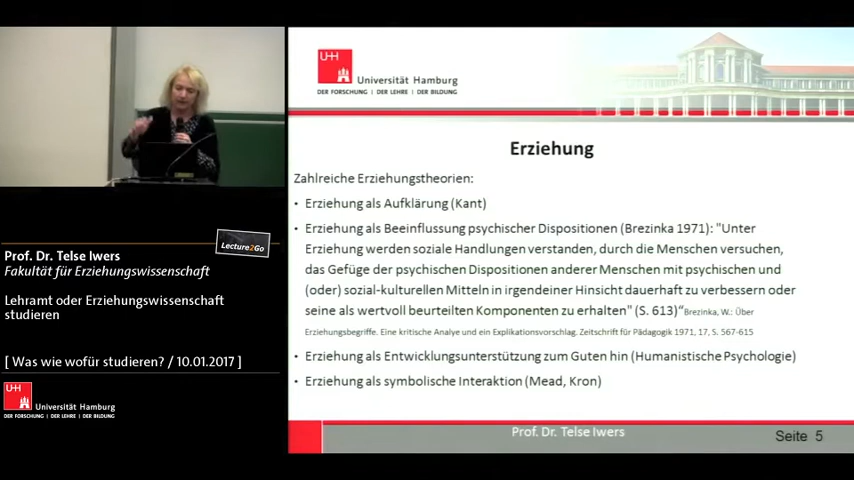 Prof. Dr. Telse Iwers
Fakultät für Erziehungswissenschaft
Lecture2Go
Lehramt oder Erziehungswissenschaft
studieren
[ Was wie wofür studieren? / 10.01.2017 ]
UH
Universität Hamburg
DER FORSCHUNG | DER LEHRE | DER BILDUNG
UH
Universität Hamburg
DER FORSCHUNG | DER LEHRE | DER BILDUNG
Erziehung
Zahlreiche Erziehungstheorien:
• Erziehung als Aufklärung (Kant)
• Erziehung als Beeinflussung psychischer Dispositionen (Brezinka 1971): "Unter
Erziehung werden soziale Handlungen verstanden, durch die Menschen versuchen,
das Gefüge der psychischen Dispositionen anderer Menschen mit psychischen und
(oder) sozial-kulturellen Mitteln in irgendeiner Hinsicht dauerhaft zu verbessern oder
seine als wertvoll beurteilten Komponenten zu erhalten" (S. 613)“Brezinka, W.: Über
Erziehungsbegriffe. Eine kritische Analye und ein Explikationsvorschlag. Zeitschrift für Pädagogik 1971, 17, S. 567-615
• Erziehung als Entwicklungsunterstützung zum Guten hin (Humanistische Psychologie)
• Erziehung als symbolische Interaktion (Mead, Kron)
Prof. Dr. Telse Iwers
Seite 5